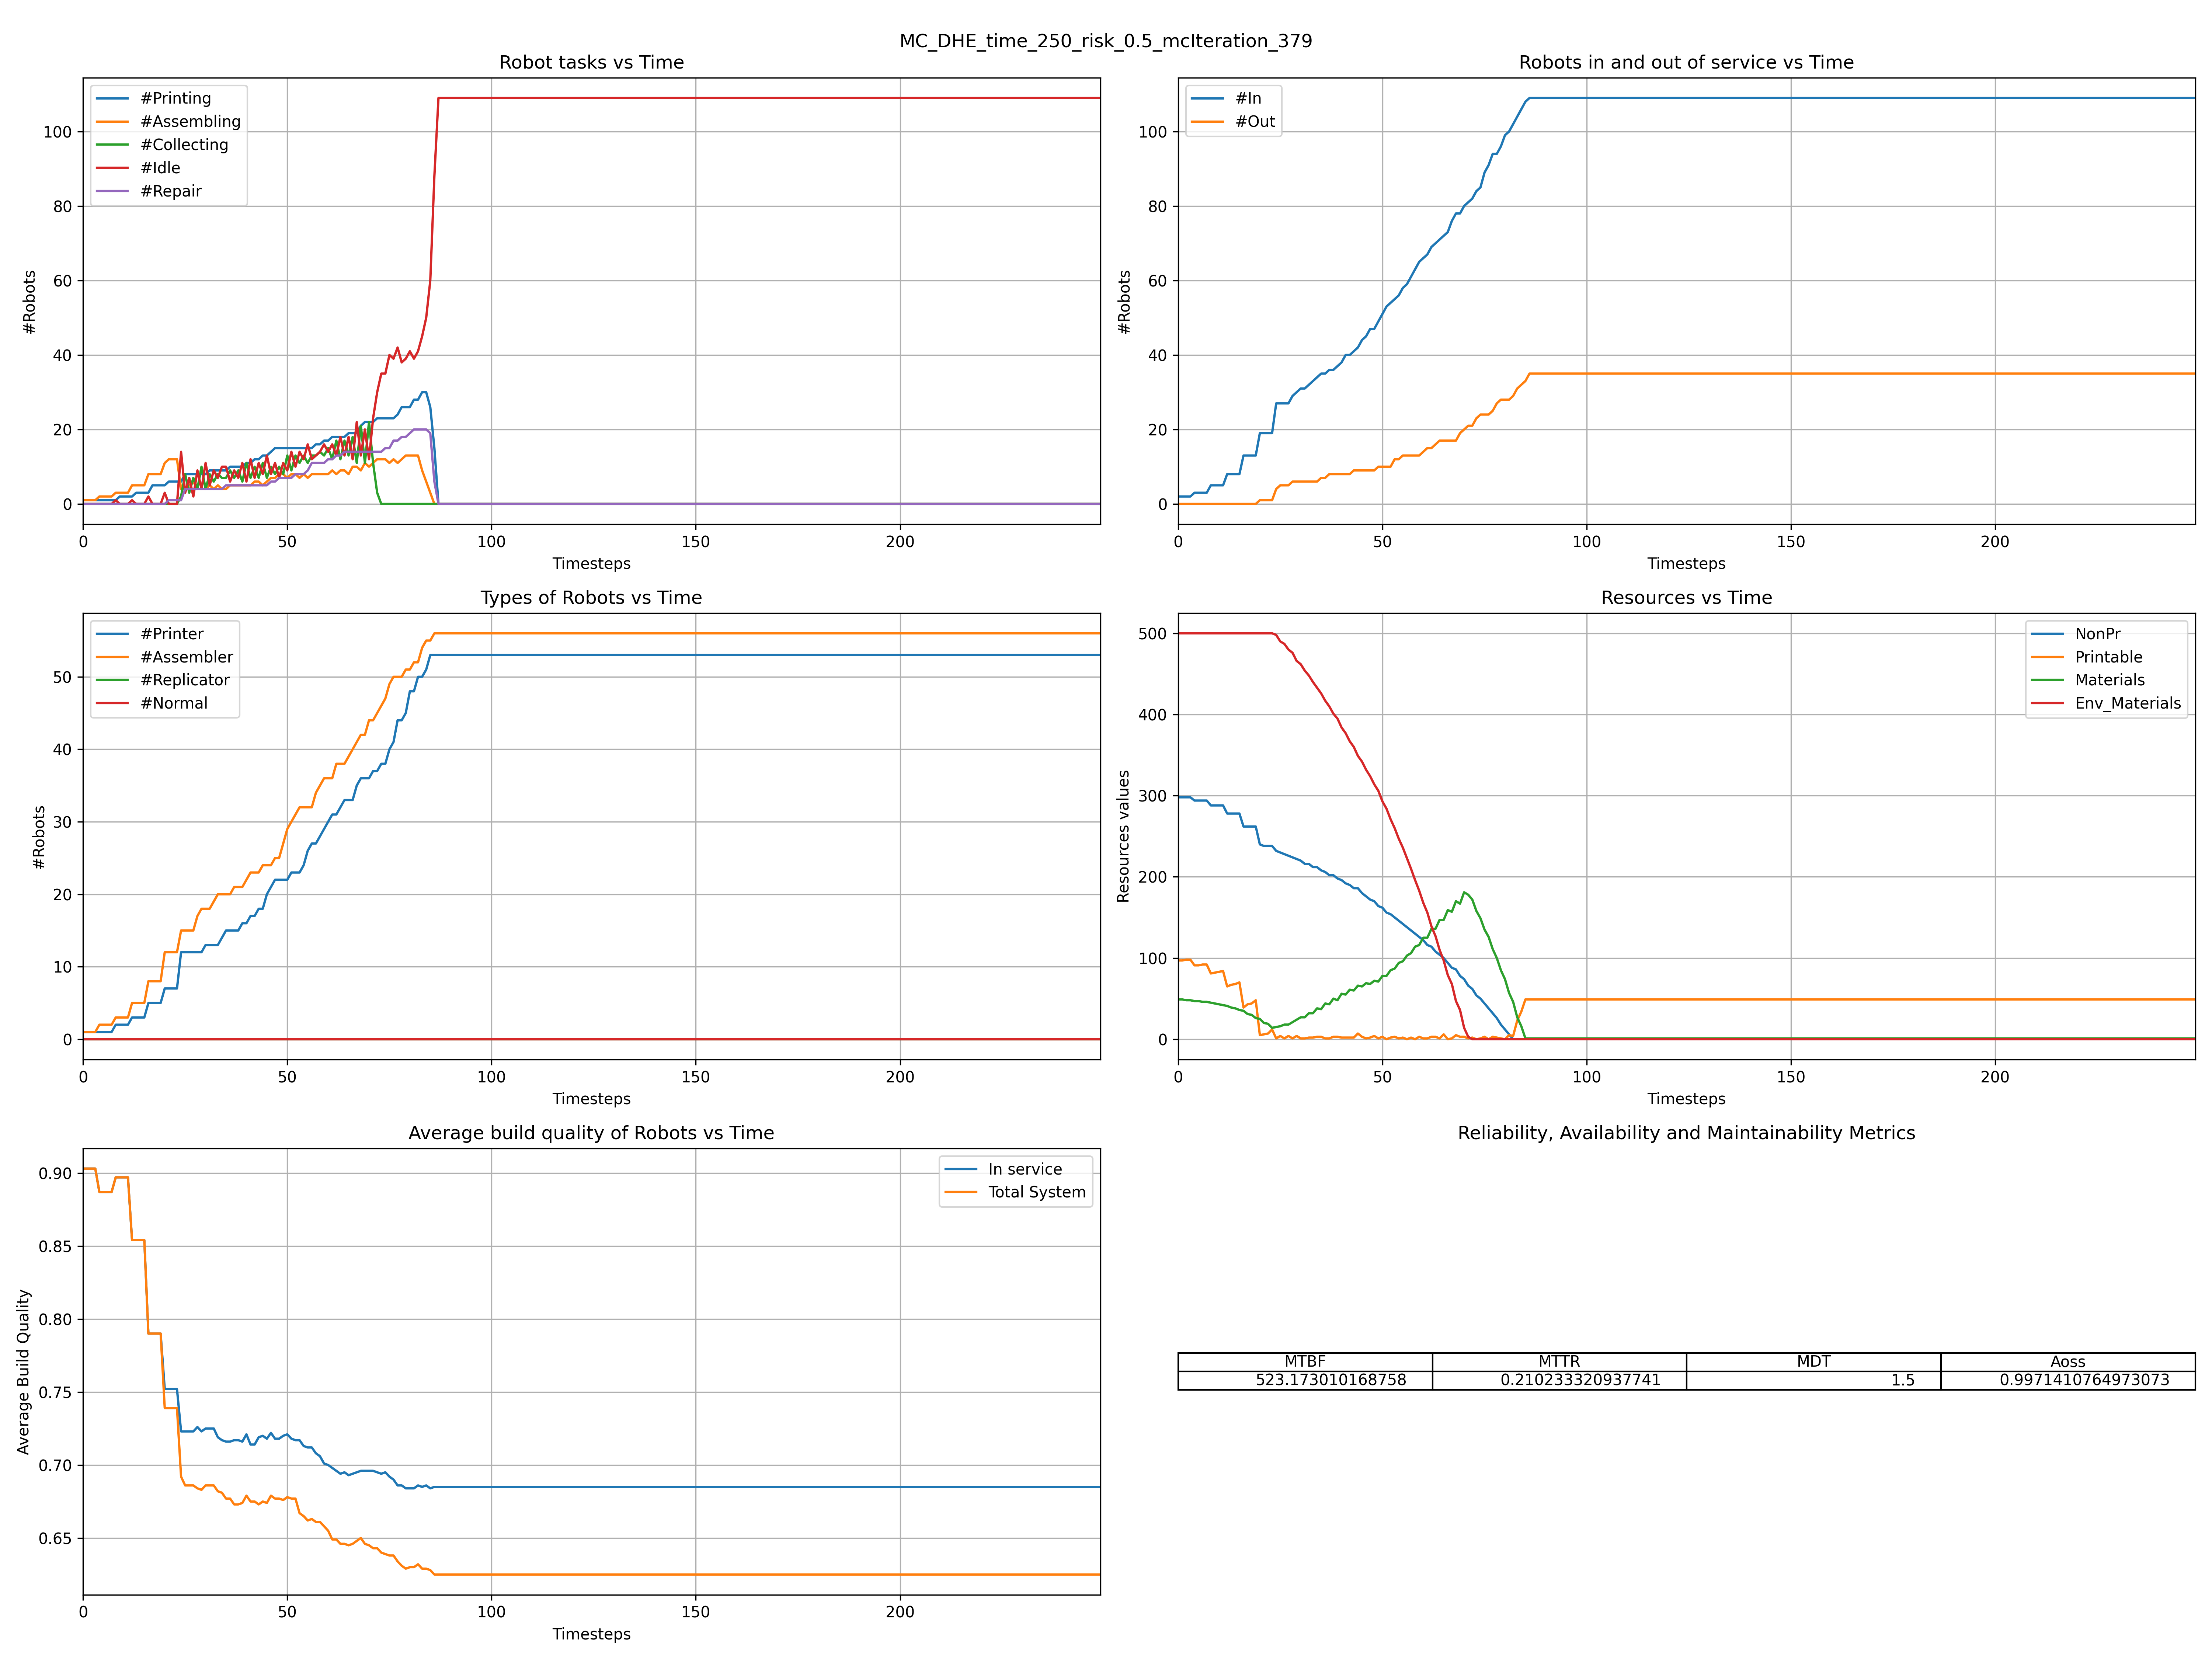 MC_DHE_time_250_risk_0.5_mcIteration_379
Robot tasks vs Time
#Printing
#Assembling
#Collecting
#Idle
#Repair
100
80
60
40
20
0
#Robots
0 50 100 150 200
Timesteps
Robots in and out of service vs Time
#In
#Out
100
80
60
40
20
0
#Robots
0 50 100 150 200
Timesteps
Types of Robots vs Time
#Printer
#Assembler
#Replicator
#Normal
50
40
30
20
10
0
#Robots
0 50 100 150 200
Timesteps
Resources vs Time
NonPr
Printable
Materials
Env_Materials
500
400
300
200
100
0
Resources values
0 50 100 150 200
Timesteps
Average build quality of Robots vs Time
In service
Total System
0.90
0.85
0.80
0.75
0.70
0.65
Average Build Quality
0 50 100 150 200
Timesteps
Reliability, Availability and Maintainability Metrics
MTBF MTTR MDT Aoss
523.173010168758 0.210233320937741 1.5 0.9971410764973073